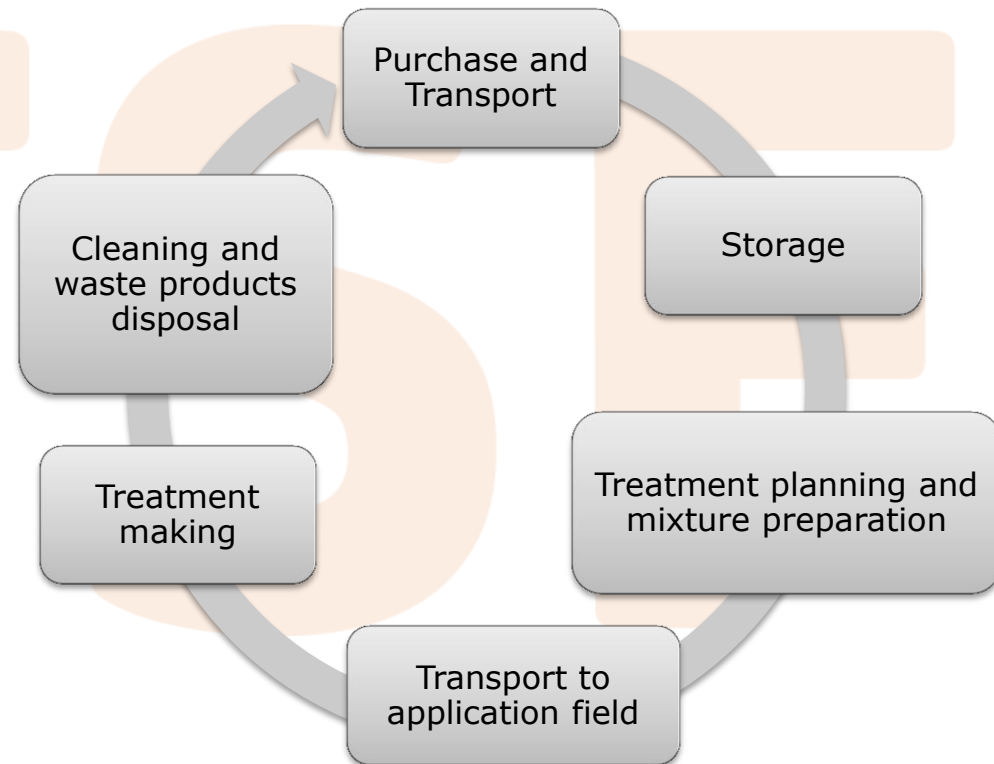 Purchase and
Transport
Storage
Treatment planning and
mixture preparation
Transport to
application field
Treatment
making
Cleaning and
waste products
disposal